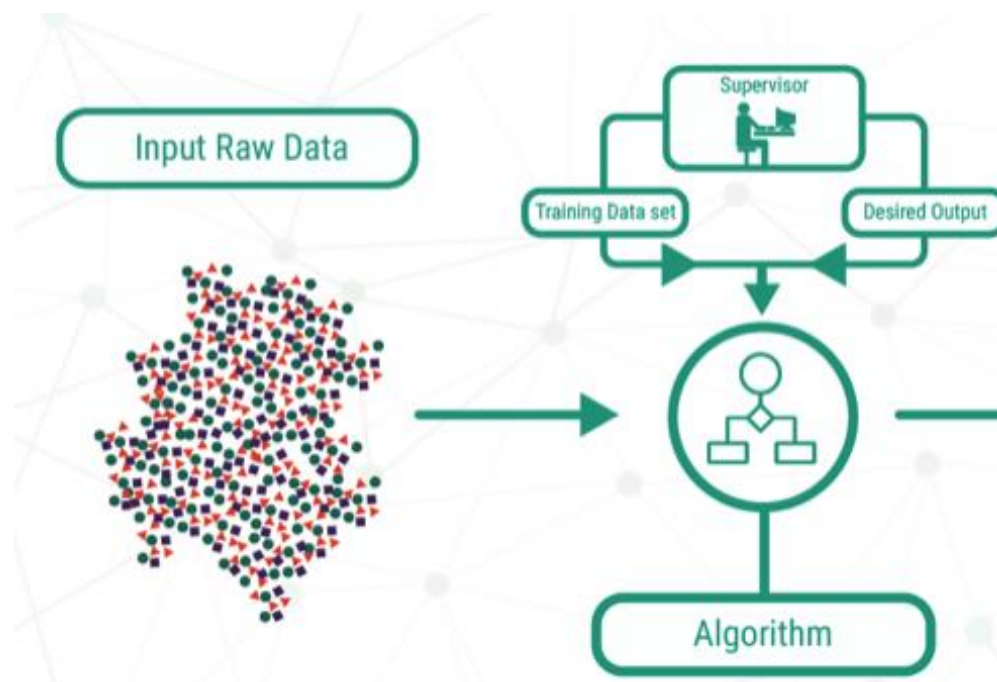 Supervisor
Input Raw Data
Training Data set
Desired Output
Algorithm